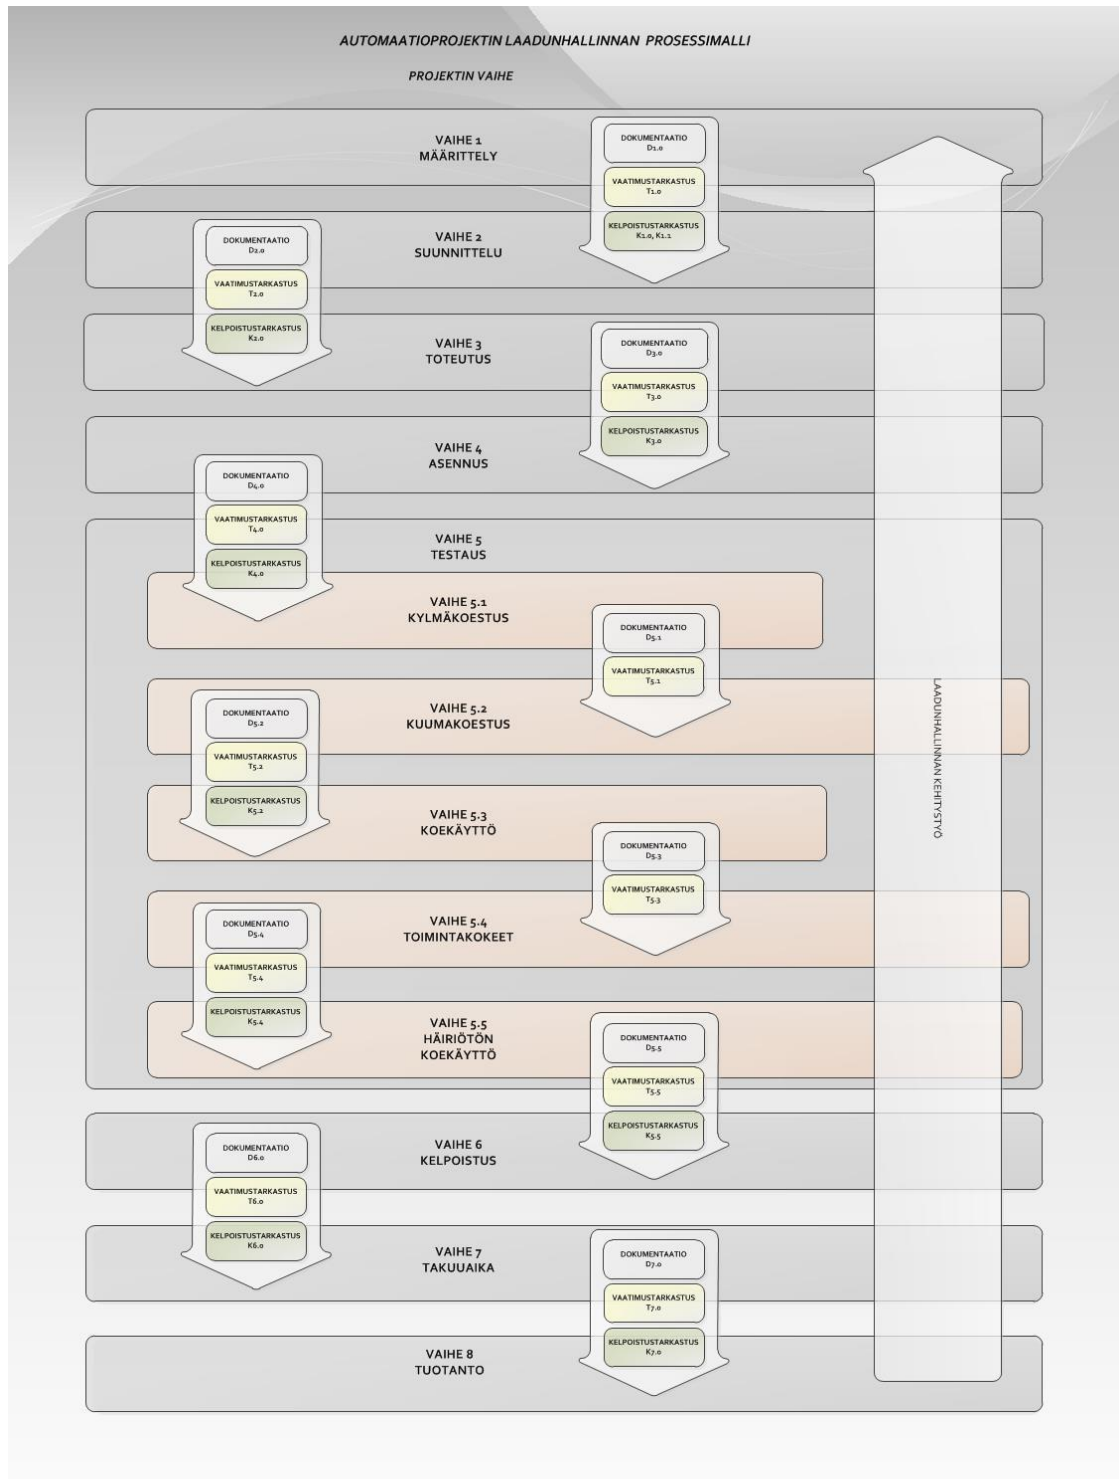 AUTOMAATIOPROJEKTIN LAADUNHALLINNAN PROSESSIMALLI
PROJEKTIN VAIHE
VAIHE 1
MÄÄRITTELY
DOKUMENTAATIO
D1.0
VAATIMUSTARKASTUS
T1.0
KELPOISTUSTARKASTUS
K1.0, K1.1
VAIHE 2
SUUNNITTELU
DOKUMENTAATIO
D2.0
VAATIMUSTARKASTUS
T2.0
KELPOISTUSTARKASTUS
K2.0
VAIHE 3
TOTEUTUS
DOKUMENTAATIO
D3.0
VAATIMUSTARKASTUS
T3.0
KELPOISTUSTARKASTUS
K3.0
VAIHE 4
ASENNUS
DOKUMENTAATIO
D4.0
VAATIMUSTARKASTUS
T4.0
KELPOISTUSTARKASTUS
K4.0
VAIHE 5
TESTAUS
VAIHE 5.1
KYLMÄKOESTUS
DOKUMENTAATIO
D5.1
VAATIMUSTARKASTUS
T5.1
VAIHE 5.2
KUUMAKOESTUS
DOKUMENTAATIO
D5.2
VAATIMUSTARKASTUS
T5.2
KELPOISTUSTARKASTUS
K5.2
VAIHE 5.3
KOEKÄYTTÖ
DOKUMENTAATIO
D5.3
VAATIMUSTARKASTUS
T5.3
VAIHE 5.4
TOIMINTAKOKEET
DOKUMENTAATIO
D5.4
VAATIMUSTARKASTUS
T5.4
KELPOISTUSTARKASTUS
K5.4
VAIHE 5.5
HÄIRIÖTÖN
KOEKÄYTTÖ
DOKUMENTAATIO
D5.5
VAATIMUSTARKASTUS
T5.5
KELPOISTUSTARKASTUS
K5.5
VAIHE 6
KELPOISTUS
DOKUMENTAATIO
D6.0
VAATIMUSTARKASTUS
T6.0
KELPOISTUSTARKASTUS
K6.0
VAIHE 7
TAKUUAIKA
DOKUMENTAATIO
D7.0
VAATIMUSTARKASTUS
T7.0
KELPOISTUSTARKASTUS
K7.0
VAIHE 8
TUOTANTO
LAADUNHALLINNAN KEHITYSTYÖ